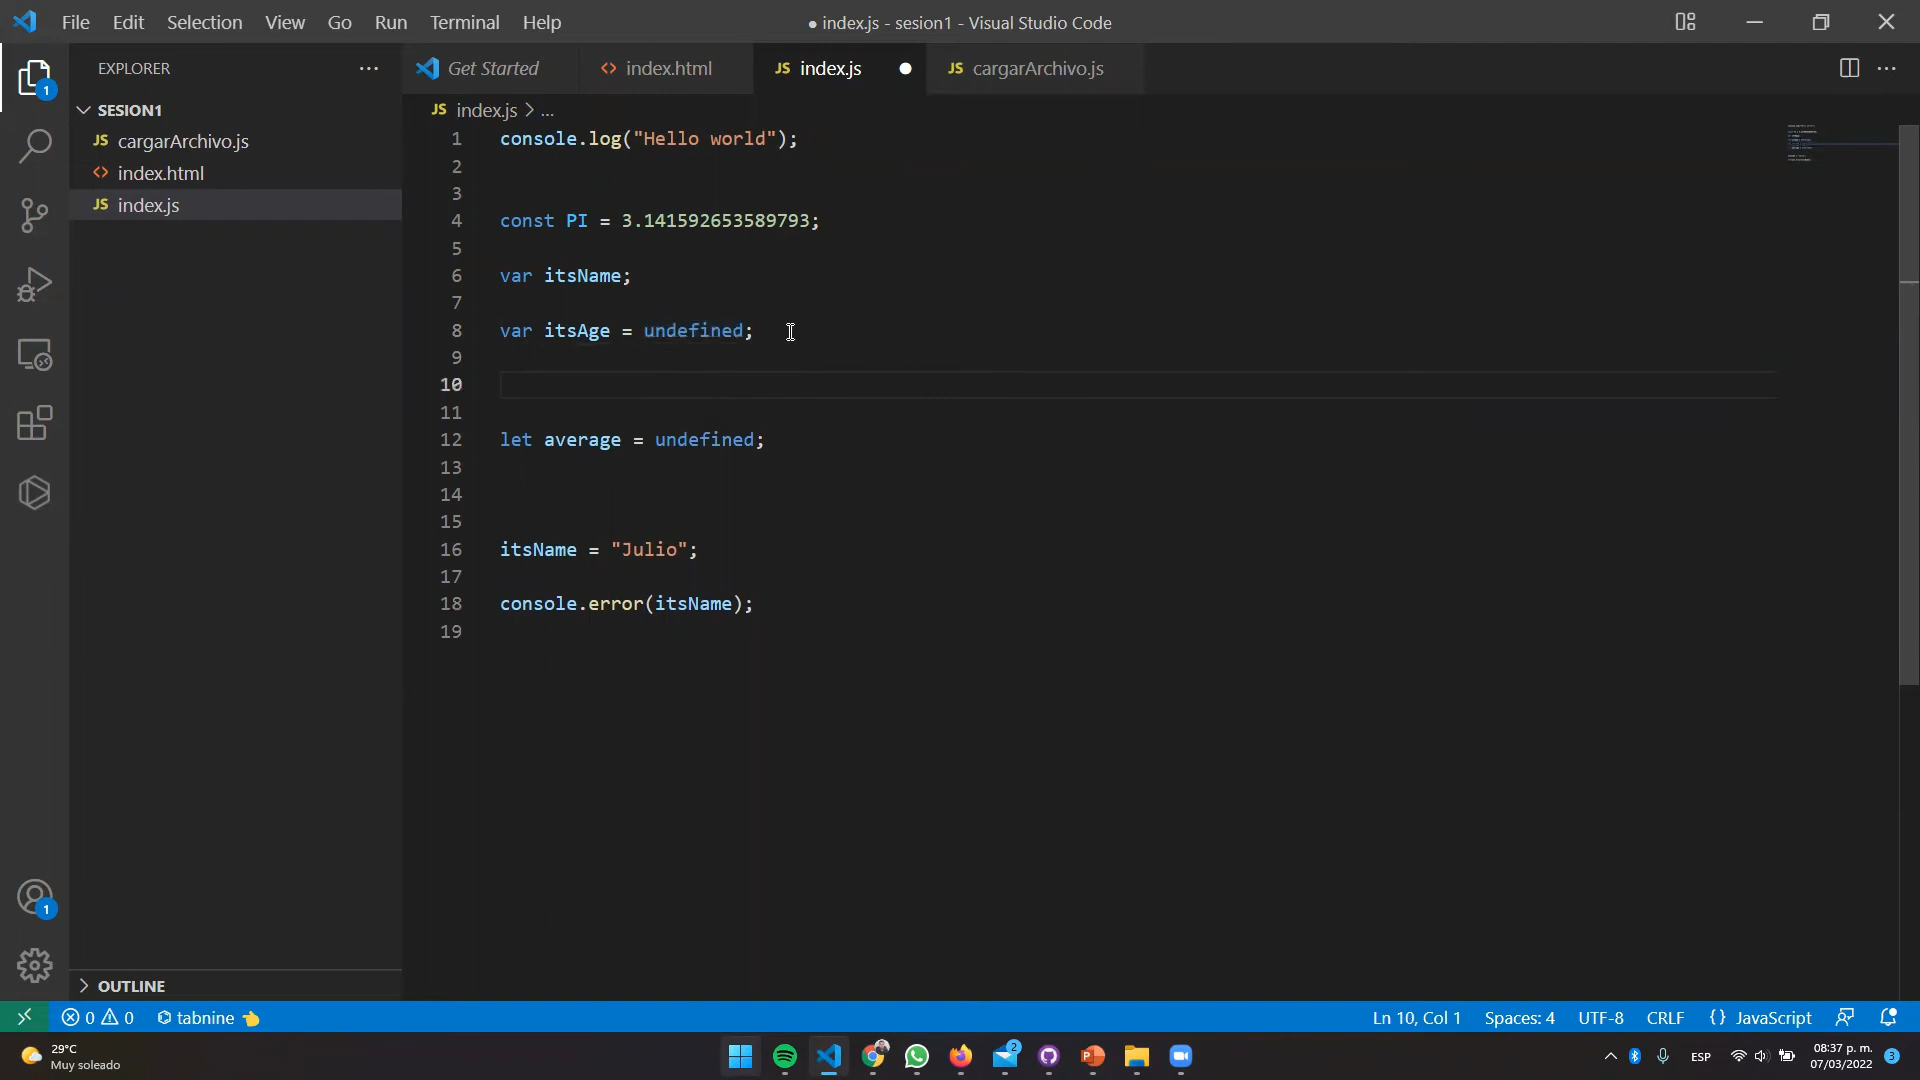 File Edit Selection View Go Run Terminal Help
● index.js - sesion1 - Visual Studio Code
EXPLORER ...
Get Started
index.html
JS index.js
JS cargarArchivo.js
1
SESION1
JS cargarArchivo.js
index.html
JS index.js
JS index.js > ...
1 console.log("Hello world");
2
3
4 const PI = 3.141592653589793;
5
6 var itsName;
7
8 var itsAge = undefined;
9
10
11
12 let average = undefined;
13
14
15
16 itsName = "Julio";
17
18 console.error(itsName);
19
1
OUTLINE
0 0 tabnine 👈
Ln 10, Col 1 Spaces: 4 UTF-8 CRLF {} JavaScript
29°C
Muy soleado
2
ESP
08:37 p. m.
07/03/2022
3